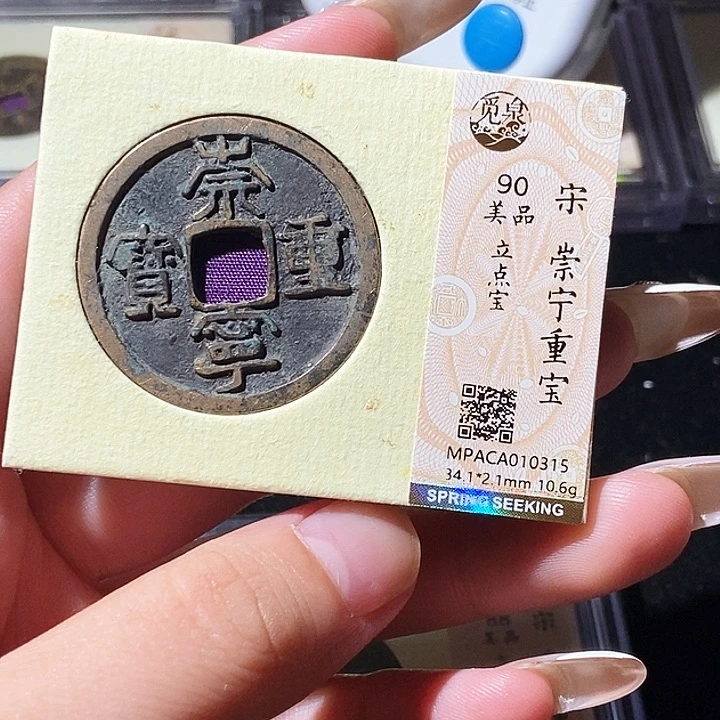 崇
重
寧
寶
觅泉
90
美品
立点宝
宋
崇宁重宝
MPACA010315
34.1*2.1mm 10.6g
SPRING SEEKING